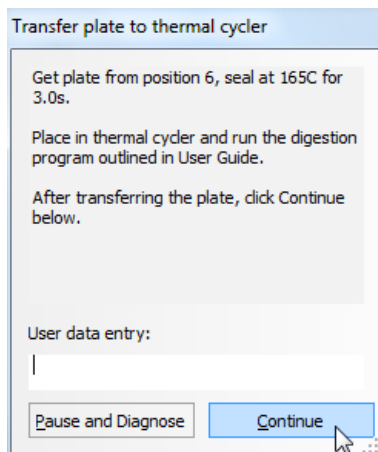 Transfer plate to thermal cycler
Get plate from position 6, seal at 165C for
3.0s.
Place in thermal cycler and run the digestion
program outlined in User Guide.
After transferring the plate, click Continue
below.
User data entry:
Pause and Diagnose
Continue